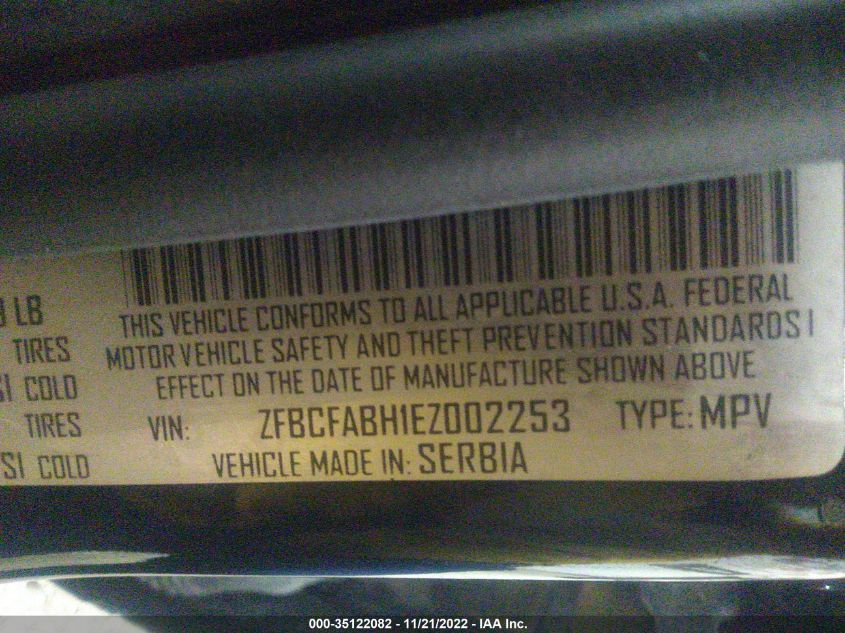 3 LB
TIRES
SI COLD
TIRES
SI COLD
THIS VEHICLE CONFORMS TO ALL APPLICABLE U.S.A. FEDERAL
MOTOR VEHICLE SAFETY AND THEFT PREVENTION STANDARDS I
EFFECT ON THE DATE OF MANUFACTURE SHOWN ABOVE
VIN: ZFBCFABH1EZ002253 TYPE: MPV
VEHICLE MADE IN: SERBIA
000-35122082 - 11/21/2022 - IAA Inc.